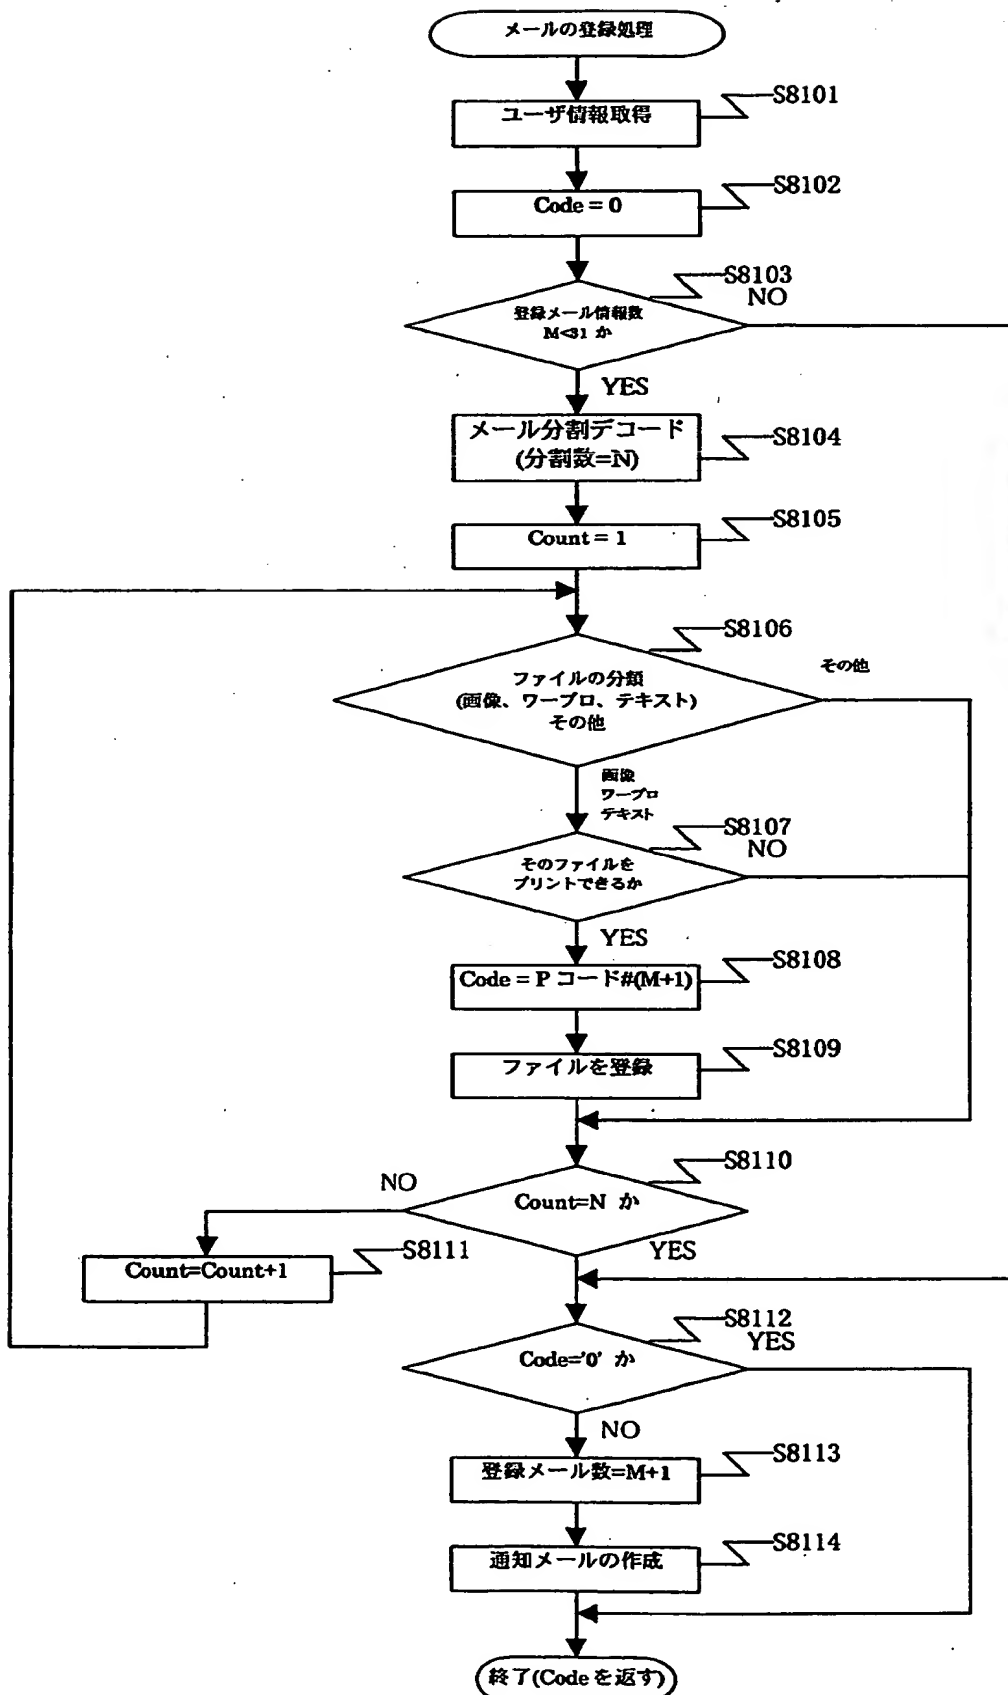 メールの登録処理
S8101
ユーザ情報取得
S8102
Code = 0
S8103
NO
登録メール情報数
M<31 か
YES
メール分割デコード
(分割数=N)
S8104
Count = 1
S8105
S8106
その他
ファイルの分類
(画像、ワープロ、テキスト)
その他
画像
ワープロ
テキスト
S8107
NO
そのファイルを
プリントできるか
YES
S8108
Code = P コード#(M+1)
S8109
ファイルを登録
S8110
NO
Count=N か
YES
S8111
Count=Count+1
S8112
YES
Code='0' か
NO
S8113
登録メール数=M+1
S8114
通知メールの作成
終了(Code を返す)